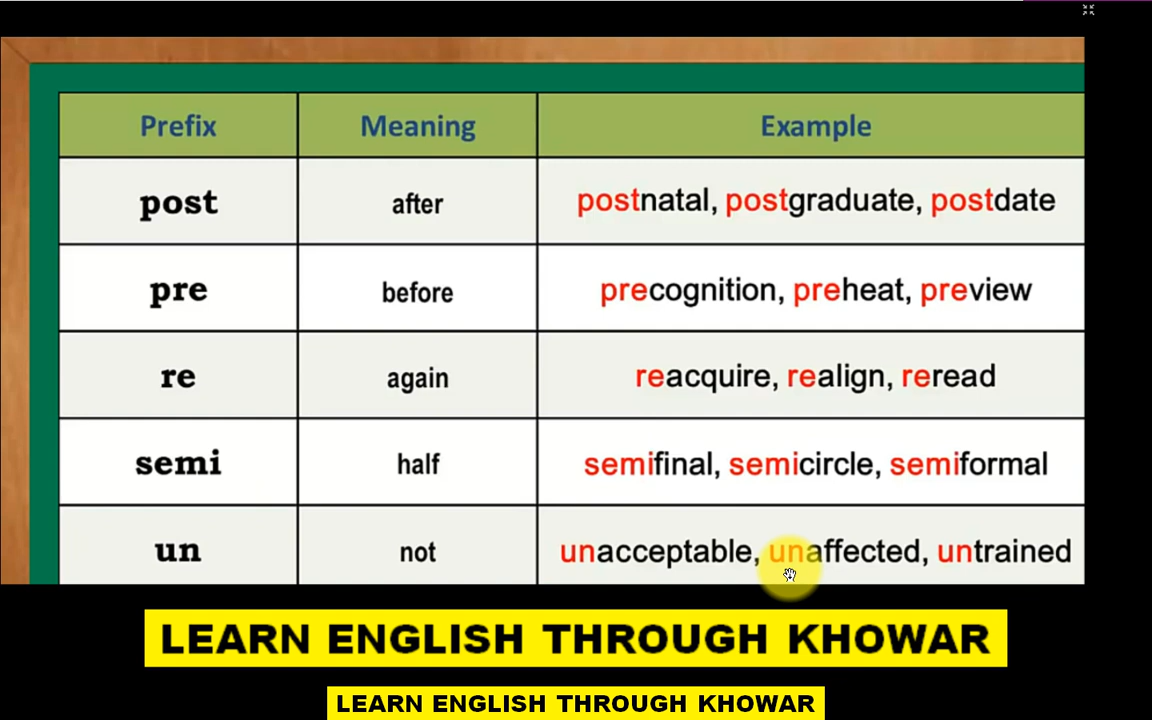 Prefix Meaning Example
post after postnatal, postgraduate, postdate
pre before precognition, preheat, preview
re again reacquire, realign, reread
semi half semifinal, semicircle, semiformal
un not unacceptable, unaffected, untrained
LEARN ENGLISH THROUGH KHOWAR
LEARN ENGLISH THROUGH KHOWAR